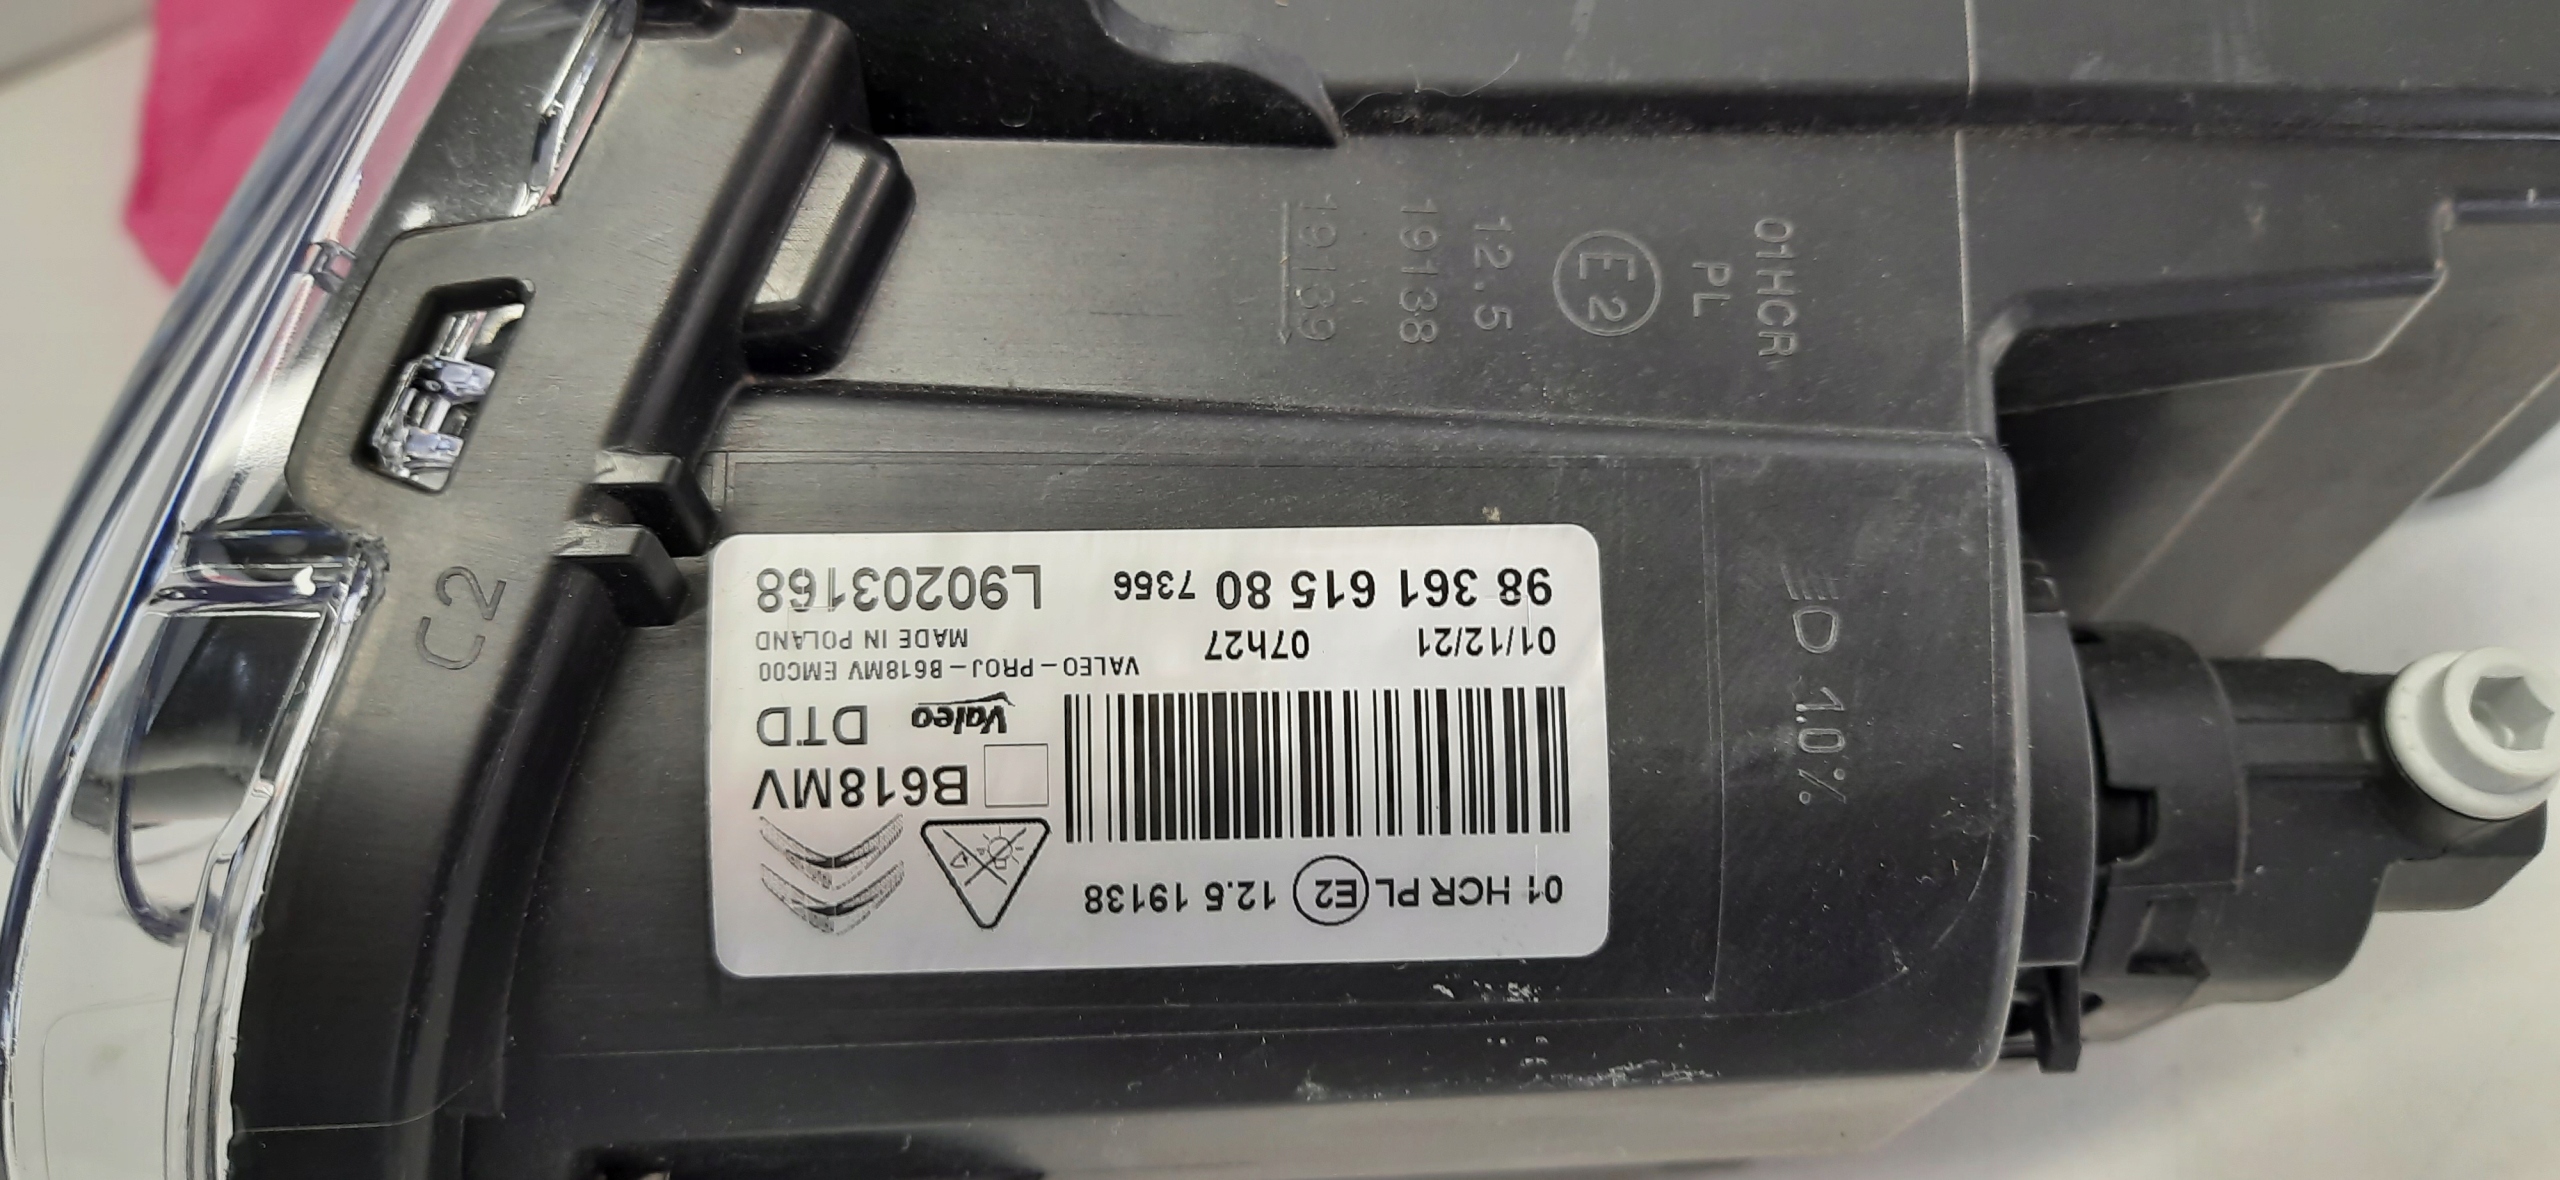 01HCR
PL
E2
12.5
19138
19139
C2
1.0%
98 361 615 80 7366 L90203168
01/12/21 07h27 MADE IN POLAND
VALEO-PROJ-B618MV EMC00
Valeo DTD
B618MV
01 HCR PL E2 12.5 19138